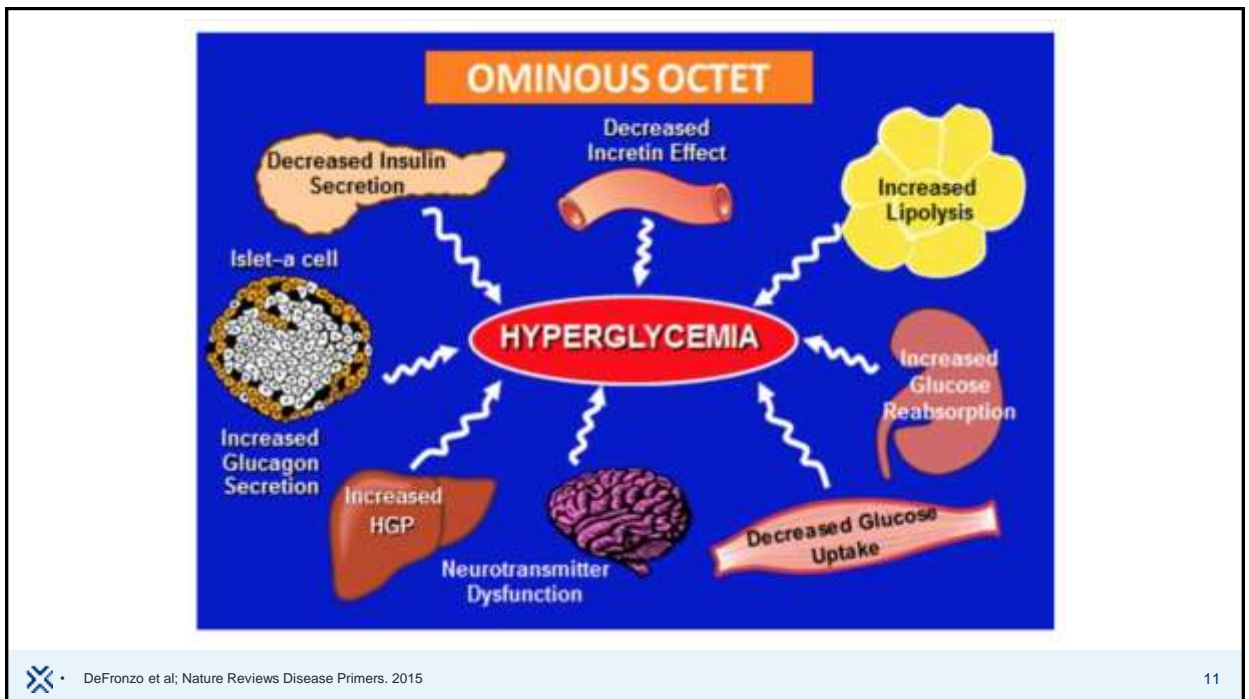 OMINOUS OCTET
Decreased Insulin
Secretion
Decreased
Incretin Effect
Increased
Lipolysis
Islet–a cell
HYPERGLYCEMIA
Increased
Glucose
Reabsorption
Increased
Glucagon
Secretion
Increased
HGP
Neurotransmitter
Dysfunction
Decreased Glucose
Uptake
• DeFronzo et al; Nature Reviews Disease Primers. 2015
11